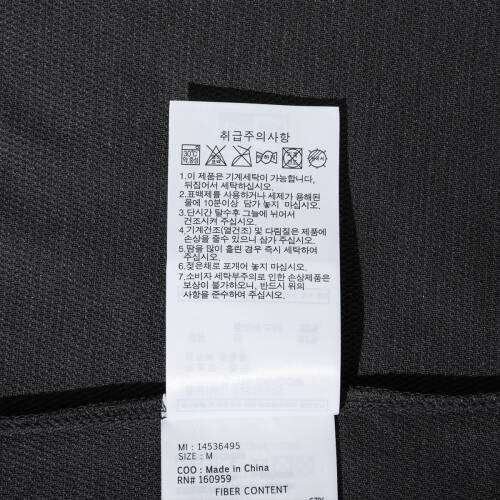 취급주의사항
30℃
약,중성
1.이 제품은 기계세탁이 가능합니다,
뒤집어서 세탁하십시오.
2.표백제를 사용하거나 세제가 용해된
물에 10분이상 담가 놓지 마십시오.
3.단시간 탈수후 그늘에 뉘어서
건조시켜 주십시오.
4.기계건조(열건조) 및 다림질은 제품에
손상을 줄수 있으니 삼가 주십시오.
5.땀을 많이 흘린 경우 즉시 세탁하여
주십시오.
6.젖은채로 포개어 놓지 마십시오.
7.소비자 세탁부주의로 인한 손상제품은
보상이 불가하오니, 반드시 위의
사항을 준수하여 주십시오.
MI : 14536495
SIZE : M
COO : Made in China
RN# 160959
FIBER CONTENT